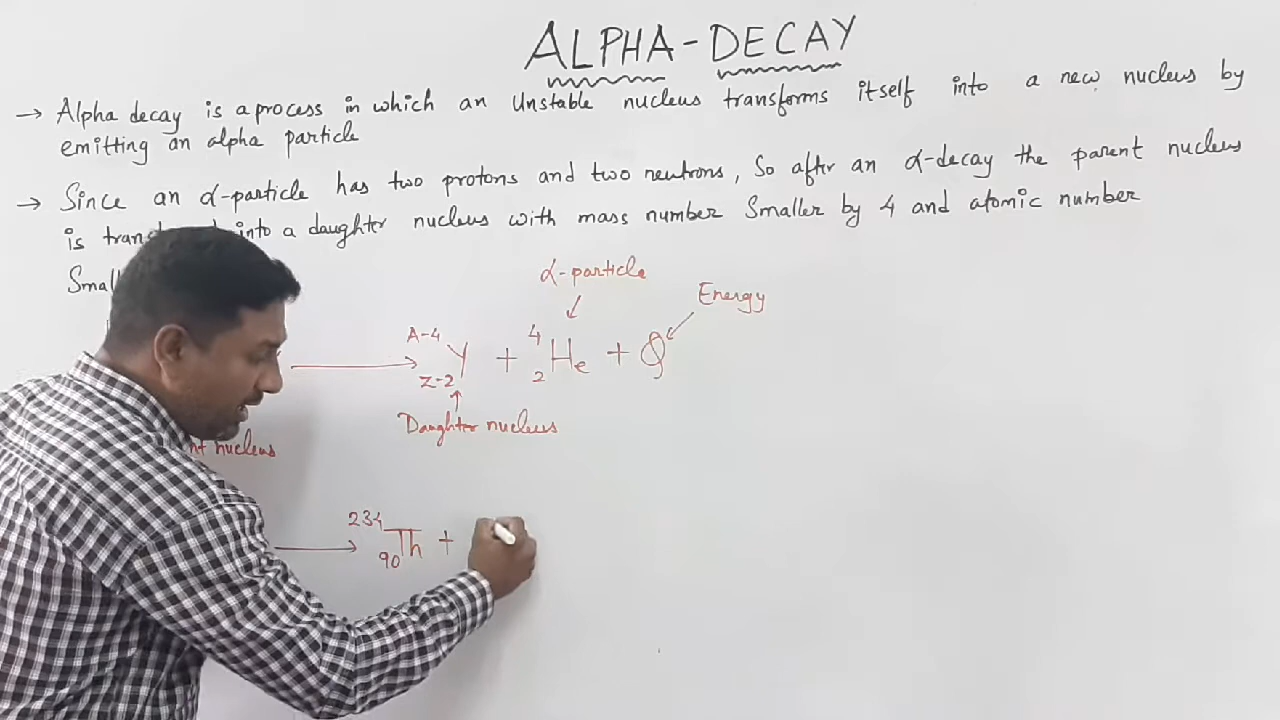 ALPHA-DECAY
→ Alpha decay is a process in which an Unstable nucleus transforms itself into a new nucleus by
emitting an alpha particle
→ Since an α-particle has two protons and two neutrons, So after an α-decay the parent nucleus
is into a daughter nucleus with mass number Smaller by 4 and atomic number
α-particle
Energy
→ A-4 Z-2 Y + 4 2 He + Q
Daughter nucleus
nucleus
→ 234 90 Th +